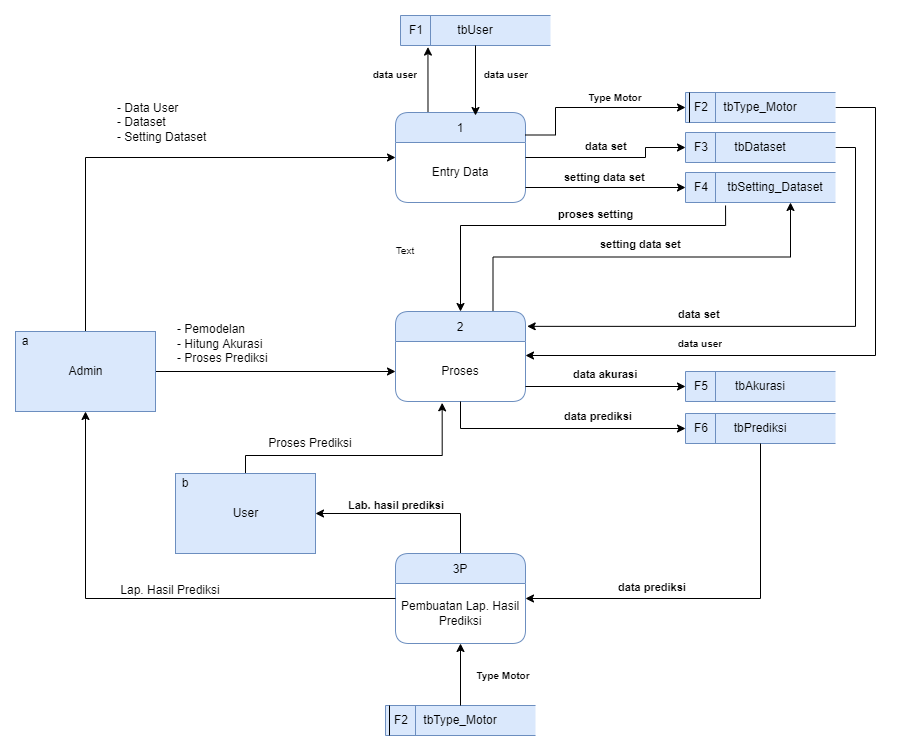 F1 tbUser
data user
data user
- Data User
- Dataset
- Setting Dataset
1
Entry Data
Type Motor
F2 tbType_Motor
data set
F3 tbDataset
setting data set
F4 tbSetting_Dataset
proses setting
Text
setting data set
a
Admin
- Pemodelan
- Hitung Akurasi
- Proses Prediksi
2
Proses
data set
data user
data akurasi
F5 tbAkurasi
data prediksi
F6 tbPrediksi
Proses Prediksi
b
User
Lab. hasil prediksi
3P
Pembuatan Lap. Hasil
Prediksi
Lap. Hasil Prediksi
data prediksi
Type Motor
F2 tbType_Motor